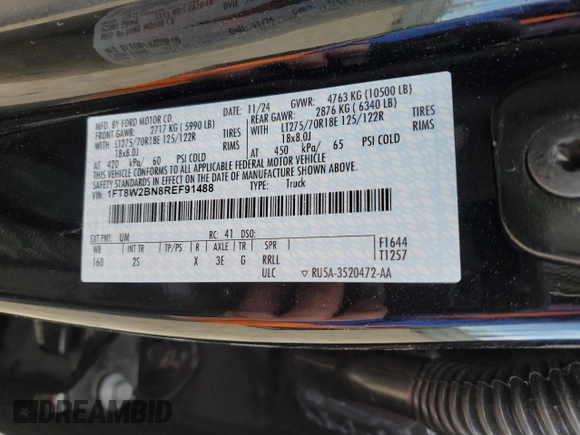 MFD. BY FORD MOTOR CO.
11/24 GVWR: 4763 KG (10500 LB)
FRONT GAWR: 2717 KG ( 5990 LB) REAR GAWR: 2876 KG ( 6340 LB)
WITH LT275/70R18E 125/122R TIRES WITH LT275/70R18E 125/122R TIRES
18x8.0J RIMS 18x8.0J RIMS
AT 420 kPa/ 60 PSI COLD AT 450 kPa/ 65 PSI COLD
THIS VEHICLE CONFORMS TO ALL APPLICABLE FEDERAL MOTOR VEHICLE
SAFETY STANDARDS IN EFFECT ON THE DATE OF MANUFACTURE SHOWN ABOVE.
VIN: 1FT8W2BN8REF91488 TYPE: Truck
EXT PNT: UM RC: 41 DSO: F1644
WB INT TR TP/PS R AXLE TR SPR T1257
160 25 X 3E G RRLL
ULC ▽ RU5A-3520472-AA
DREAMBID